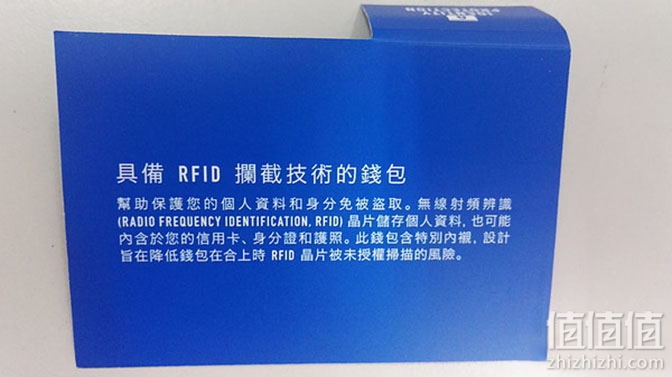 IDENTITY
PROTECTION
具備 RFID 攔截技術的錢包
幫助保護您的個人資料和身分免被盜取。無線射頻辨識
(RADIO FREQUENCY IDENTIFICATION, RFID) 晶片儲存個人資料, 也可能
內含於您的信用卡、身分證和護照。此錢包含特別內襯, 設計
旨在降低錢包在合上時 RFID 晶片被未授權掃描的風險。
值值值
zhizhizhi.com